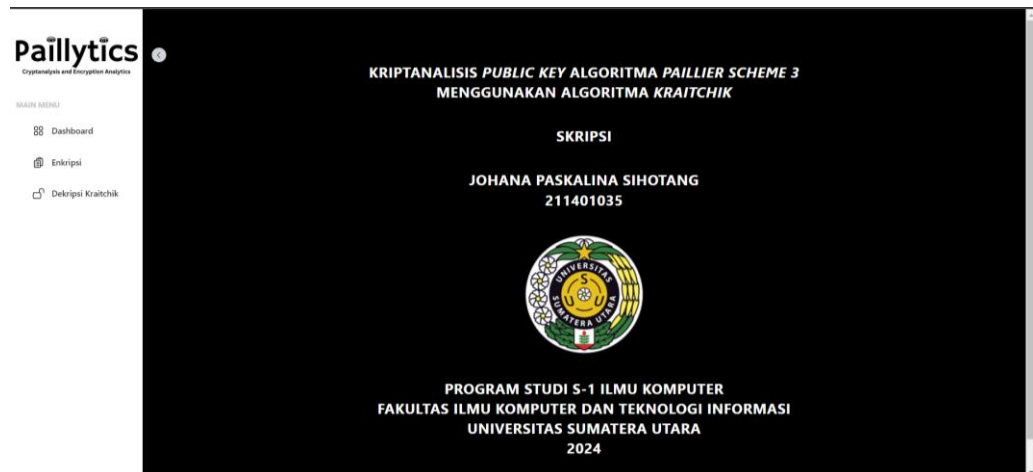 Paillytics
Cryptanalysis and Encryption Analytics
MAIN MENU
Dashboard
Enkripsi
Dekripsi Kraitchik
KRIPTANALISIS PUBLIC KEY ALGORITMA PAILLIER SCHEME 3
MENGGUNAKAN ALGORITMA KRAITCHIK
SKRIPSI
JOHANA PASKALINA SIHOTANG
211401035
UNIVERSITAS
SUMATERA UTARA
U S U
PROGRAM STUDI S-1 ILMU KOMPUTER
FAKULTAS ILMU KOMPUTER DAN TEKNOLOGI INFORMASI
UNIVERSITAS SUMATERA UTARA
2024